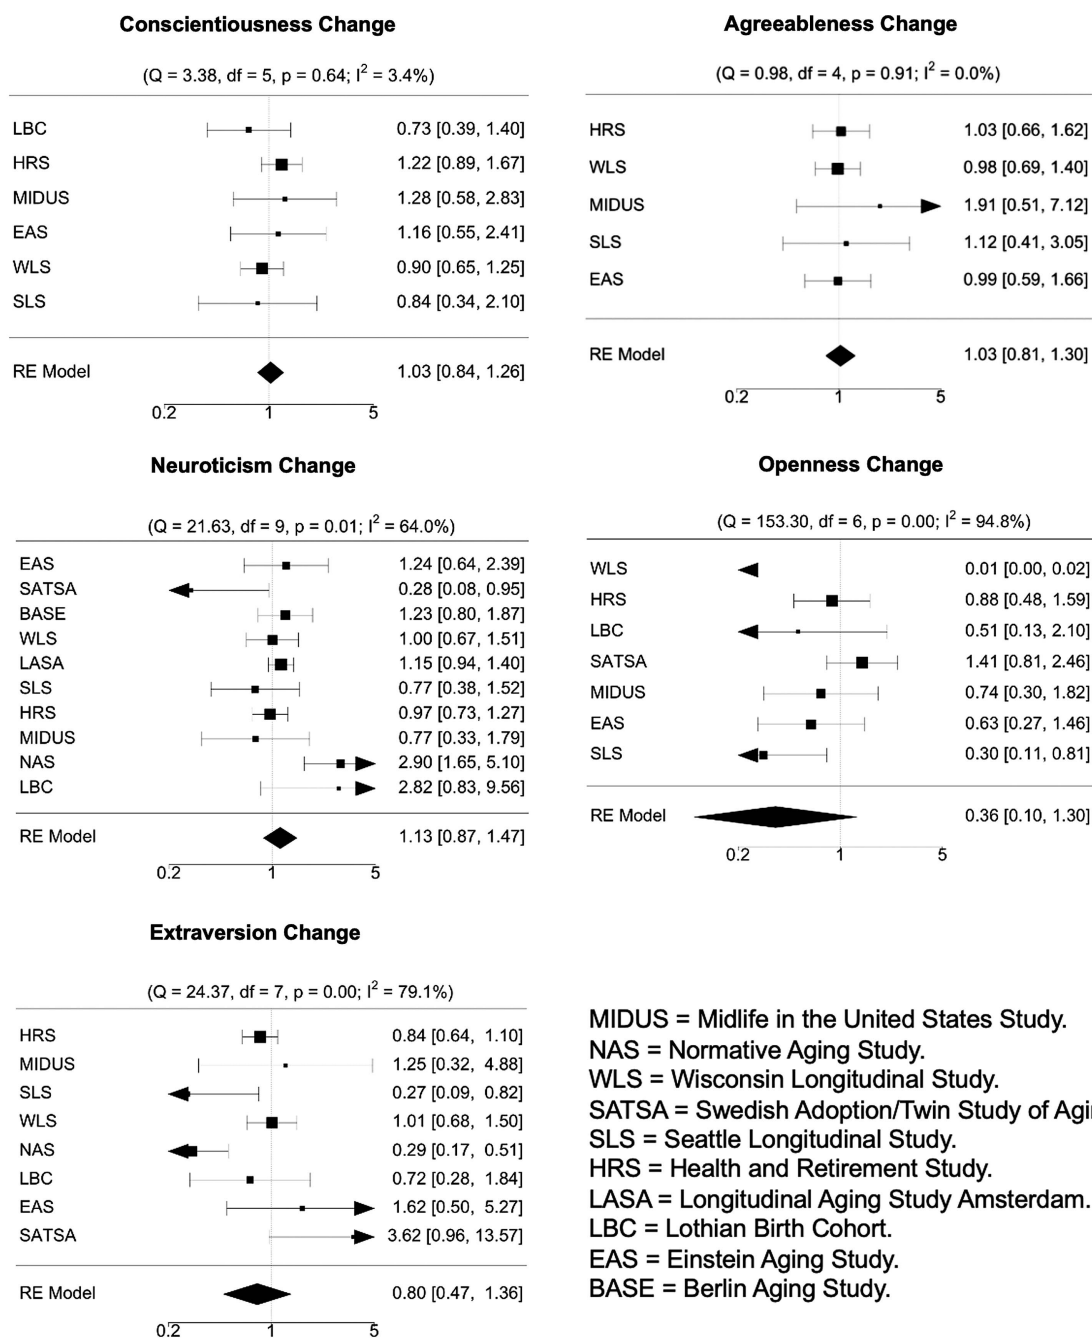 Conscientiousness Change
(Q = 3.38, df = 5, p = 0.64; I² = 3.4%)
LBC 0.73 [0.39, 1.40]
HRS 1.22 [0.89, 1.67]
MIDUS 1.28 [0.58, 2.83]
EAS 1.16 [0.55, 2.41]
WLS 0.90 [0.65, 1.25]
SLS 0.84 [0.34, 2.10]
RE Model 1.03 [0.84, 1.26]
0.2 1 5
Agreeableness Change
(Q = 0.98, df = 4, p = 0.91; I² = 0.0%)
HRS 1.03 [0.66, 1.62]
WLS 0.98 [0.69, 1.40]
MIDUS 1.91 [0.51, 7.12]
SLS 1.12 [0.41, 3.05]
EAS 0.99 [0.59, 1.66]
RE Model 1.03 [0.81, 1.30]
0.2 1 5
Neuroticism Change
(Q = 21.63, df = 9, p = 0.01; I² = 64.0%)
EAS 1.24 [0.64, 2.39]
SATSA 0.28 [0.08, 0.95]
BASE 1.23 [0.80, 1.87]
WLS 1.00 [0.67, 1.51]
LASA 1.15 [0.94, 1.40]
SLS 0.77 [0.38, 1.52]
HRS 0.97 [0.73, 1.27]
MIDUS 0.77 [0.33, 1.79]
NAS 2.90 [1.65, 5.10]
LBC 2.82 [0.83, 9.56]
RE Model 1.13 [0.87, 1.47]
0.2 1 5
Openness Change
(Q = 153.30, df = 6, p = 0.00; I² = 94.8%)
WLS 0.01 [0.00, 0.02]
HRS 0.88 [0.48, 1.59]
LBC 0.51 [0.13, 2.10]
SATSA 1.41 [0.81, 2.46]
MIDUS 0.74 [0.30, 1.82]
EAS 0.63 [0.27, 1.46]
SLS 0.30 [0.11, 0.81]
RE Model 0.36 [0.10, 1.30]
0.2 1 5
Extraversion Change
(Q = 24.37, df = 7, p = 0.00; I² = 79.1%)
HRS 0.84 [0.64, 1.10]
MIDUS 1.25 [0.32, 4.88]
SLS 0.27 [0.09, 0.82]
WLS 1.01 [0.68, 1.50]
NAS 0.29 [0.17, 0.51]
LBC 0.72 [0.28, 1.84]
EAS 1.62 [0.50, 5.27]
SATSA 3.62 [0.96, 13.57]
RE Model 0.80 [0.47, 1.36]
0.2 1 5
MIDUS = Midlife in the United States Study.
NAS = Normative Aging Study.
WLS = Wisconsin Longitudinal Study.
SATSA = Swedish Adoption/Twin Study of
SLS = Seattle Longitudinal Study.
HRS = Health and Retirement Study.
LASA = Longitudinal Aging Study Amsterdam.
LBC = Lothian Birth Cohort.
EAS = Einstein Aging Study.
BASE = Berlin Aging Study.